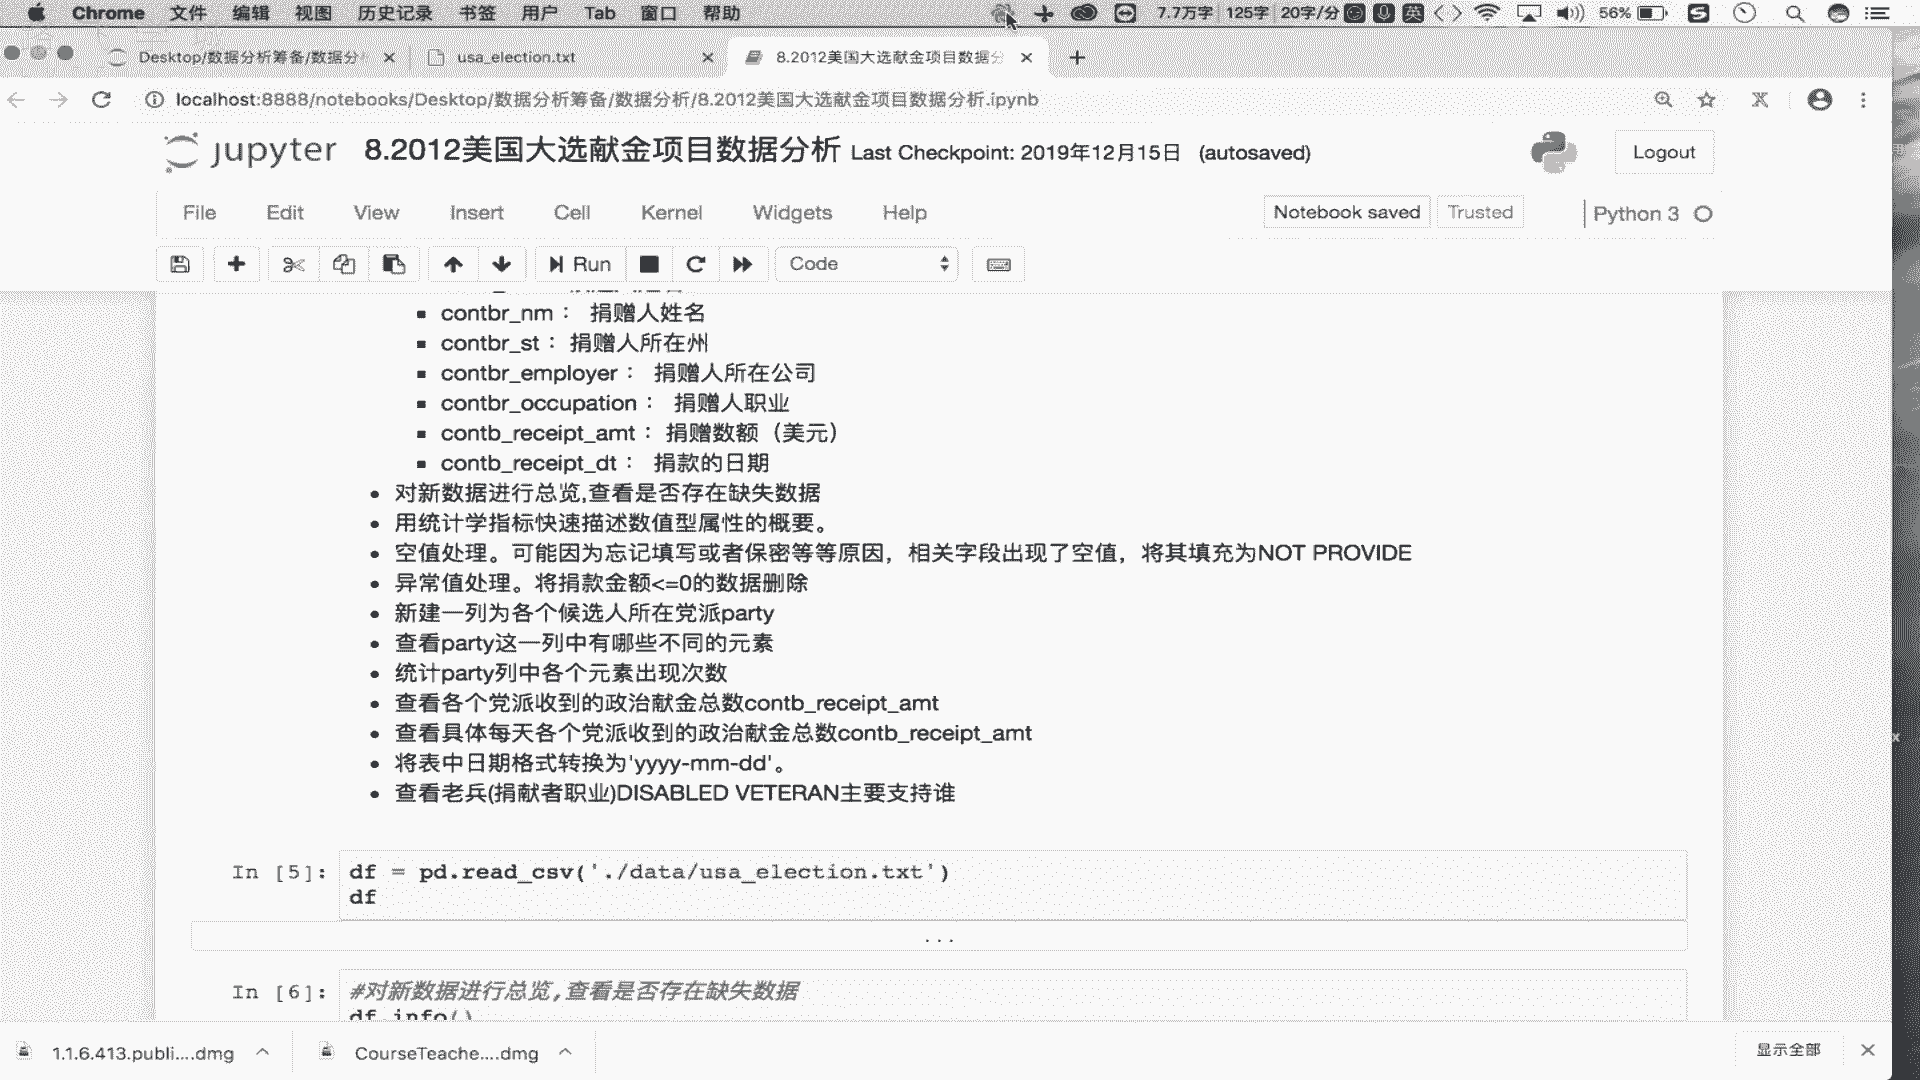 Chrome 文件 编辑 视图 历史记录 书签 用户 Tab 窗口 帮助 7.7万字 125字 20字/分 英 56%
Desktop/数据分析筹备/数据分 usa_election.txt 8.2012美国大选献金项目数据分
localhost:8888/notebooks/Desktop/数据分析筹备/数据分析/8.2012美国大选献金项目数据分析.ipynb
jupyter 8.2012美国大选献金项目数据分析 Last Checkpoint: 2019年12月15日 (autosaved) Logout
File Edit View Insert Cell Kernel Widgets Help Notebook saved Trusted Python 3
Run Code
contbr_nm： 捐赠人姓名
contbr_st：捐赠人所在州
contbr_employer： 捐赠人所在公司
contbr_occupation： 捐赠人职业
contb_receipt_amt：捐赠数额（美元）
contb_receipt_dt： 捐款的日期
对新数据进行总览,查看是否存在缺失数据
用统计学指标快速描述数值型属性的概要。
空值处理。可能因为忘记填写或者保密等等原因，相关字段出现了空值，将其填充为NOT PROVIDE
异常值处理。将捐款金额<=0的数据删除
新建一列为各个候选人所在党派party
查看party这一列中有哪些不同的元素
统计party列中各个元素出现次数
查看各个党派收到的政治献金总数contb_receipt_amt
查看具体每天各个党派收到的政治献金总数contb_receipt_amt
将表中日期格式转换为'yyyy-mm-dd'。
查看老兵(捐献者职业)DISABLED VETERAN主要支持谁
In [5]: df = pd.read_csv('./data/usa_election.txt')
df
...
In [6]: #对新数据进行总览,查看是否存在缺失数据
df.info()
1.1.6.413.publi....dmg CourseTeache....dmg 显示全部